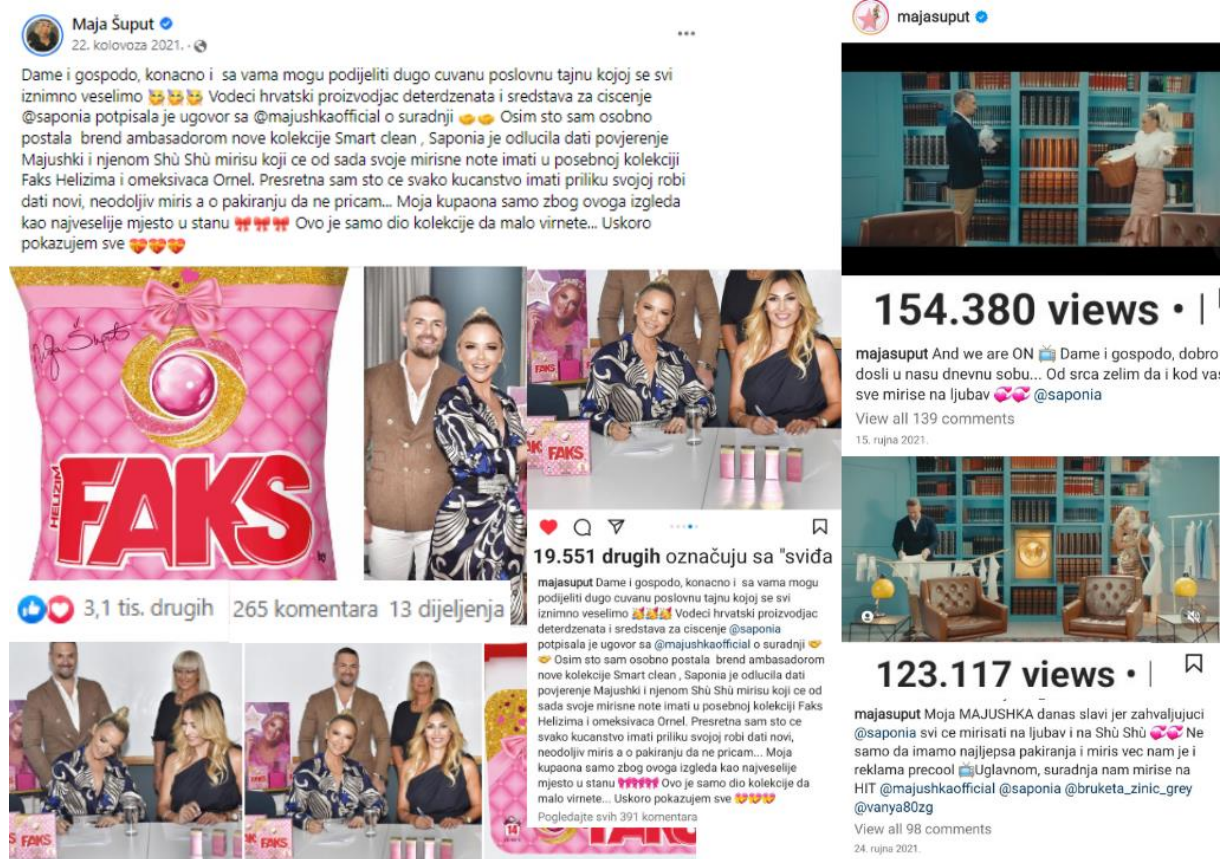 Maja Šuput
22. kolovoza 2021. ·
Dame i gospodo, konacno i sa vama mogu podijeliti dugo cuvanu poslovnu tajnu kojoj se svi
iznimno veselimo 🥳🥳🥳 Vodeci hrvatski proizvodjac deterdzenata i sredstava za ciscenje
@saponia potpisala je ugovor sa @majushkaofficial o suradnji 🤝🤝 Osim sto sam osobno
postala brend ambasadorom nove kolekcije Smart clean , Saponia je odlucila dati povjerenje
Majushki i njenom Shù Shù mirisu koji ce od sada svoje mirisne note imati u posebnoj kolekciji
Faks Helizima i omeksivaca Ornel. Presretna sam sto ce svako kucanstvo imati priliku svojoj robi
dati novi, neodoljiv miris a o pakiranju da ne pricam... Moja kupaona samo zbog ovoga izgleda
kao najveselije mjesto u stanu 🎀🎀🎀 Ovo je samo dio kolekcije da malo virnete... Uskoro
pokazujem sve 💝💝💝
Maja Šuput
HELIZIM
FAKS
3,1 tis. drugih 265 komentara 13 dijeljenja
FAKS
FAKS
19.551 drugih označuju sa "sviđa
majasuput Dame i gospodo, konacno i sa vama mogu
podijeliti dugo cuvanu poslovnu tajnu kojoj se svi
iznimno veselimo 🥳🥳🥳 Vodeci hrvatski proizvodjac
deterdzenata i sredstava za ciscenje @saponia
potpisala je ugovor sa @majushkaofficial o suradnji 🤝
🤝 Osim sto sam osobno postala brend ambasadorom
nove kolekcije Smart clean , Saponia je odlucila dati
povjerenje Majushki i njenom Shù Shù mirisu koji ce od
sada svoje mirisne note imati u posebnoj kolekciji Faks
Helizima i omeksivaca Ornel. Presretna sam sto ce
svako kucanstvo imati priliku svojoj robi dati novi,
neodoljiv miris a o pakiranju da ne pricam... Moja
kupaona samo zbog ovoga izgleda kao najveselije
mjesto u stanu 🎀🎀🎀 Ovo je samo dio kolekcije da
malo virnete... Uskoro pokazujem sve 💝💝💝
Pogledajte svih 391 komentara
FAKS
FAKS
14
majasuput
154.380 views •
majasuput And we are ON 📺 Dame i gospodo, dobro
dosli u nasu dnevnu sobu... Od srca zelim da i kod vas
sve mirise na ljubav 💞💞 @saponia
View all 139 comments
15. rujna 2021.
123.117 views •
majasuput Moja MAJUSHKA danas slavi jer zahvaljujuci
@saponia svi ce mirisati na ljubav i na Shù Shù 💞💞 Ne
samo da imamo najljepsa pakiranja i miris vec nam je i
reklama precool 📺Uglavnom, suradnja nam mirise na
HIT @majushkaofficial @saponia @bruketa_zinic_grey
@vanya80zg
View all 98 comments
24. rujna 2021.